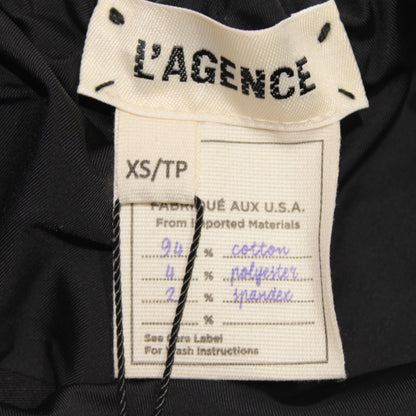 L'AGENCE
XS/TP
FABRIQUÉ AUX U.S.A.
From Imported Materials
94 % cotton
4 % polyester
2 % spandex
%
See Care Label
For Wash Instructions